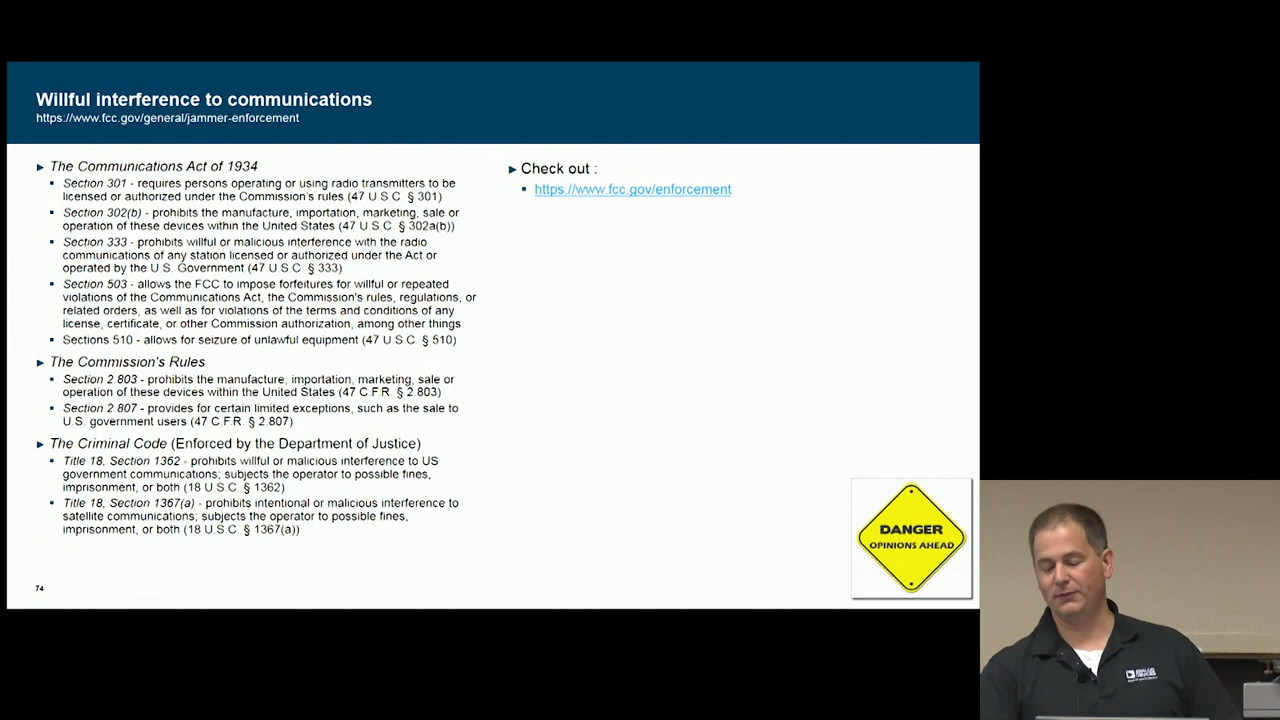 Willful interference to communications
https://www.fcc.gov/general/jammer-enforcement
The Communications Act of 1934
Section 301 - requires persons operating or using radio transmitters to be
licensed or authorized under the Commission's rules (47 U.S.C. § 301)
Section 302(b) - prohibits the manufacture, importation, marketing, sale or
operation of these devices within the United States (47 U.S.C. § 302a(b))
Section 333 - prohibits willful or malicious interference with the radio
communications of any station licensed or authorized under the Act or
operated by the U.S. Government (47 U.S.C. § 333)
Section 503 - allows the FCC to impose forfeitures for willful or repeated
violations of the Communications Act, the Commission's rules, regulations, or
related orders, as well as for violations of the terms and conditions of any
license, certificate, or other Commission authorization, among other things
Sections 510 - allows for seizure of unlawful equipment (47 U.S.C. § 510)
The Commission's Rules
Section 2.803 - prohibits the manufacture, importation, marketing, sale or
operation of these devices within the United States (47 C.F.R. § 2.803)
Section 2.807 - provides for certain limited exceptions, such as the sale to
U.S. government users (47 C.F.R. § 2.807)
The Criminal Code (Enforced by the Department of Justice)
Title 18, Section 1362 - prohibits willful or malicious interference to US
government communications; subjects the operator to possible fines,
imprisonment, or both (18 U.S.C. § 1362)
Title 18, Section 1367(a) - prohibits intentional or malicious interference to
satellite communications; subjects the operator to possible fines,
imprisonment, or both (18 U.S.C. § 1367(a))
Check out :
https://www.fcc.gov/enforcement
DANGER
OPINIONS AHEAD
74
ANALOG
DEVICES